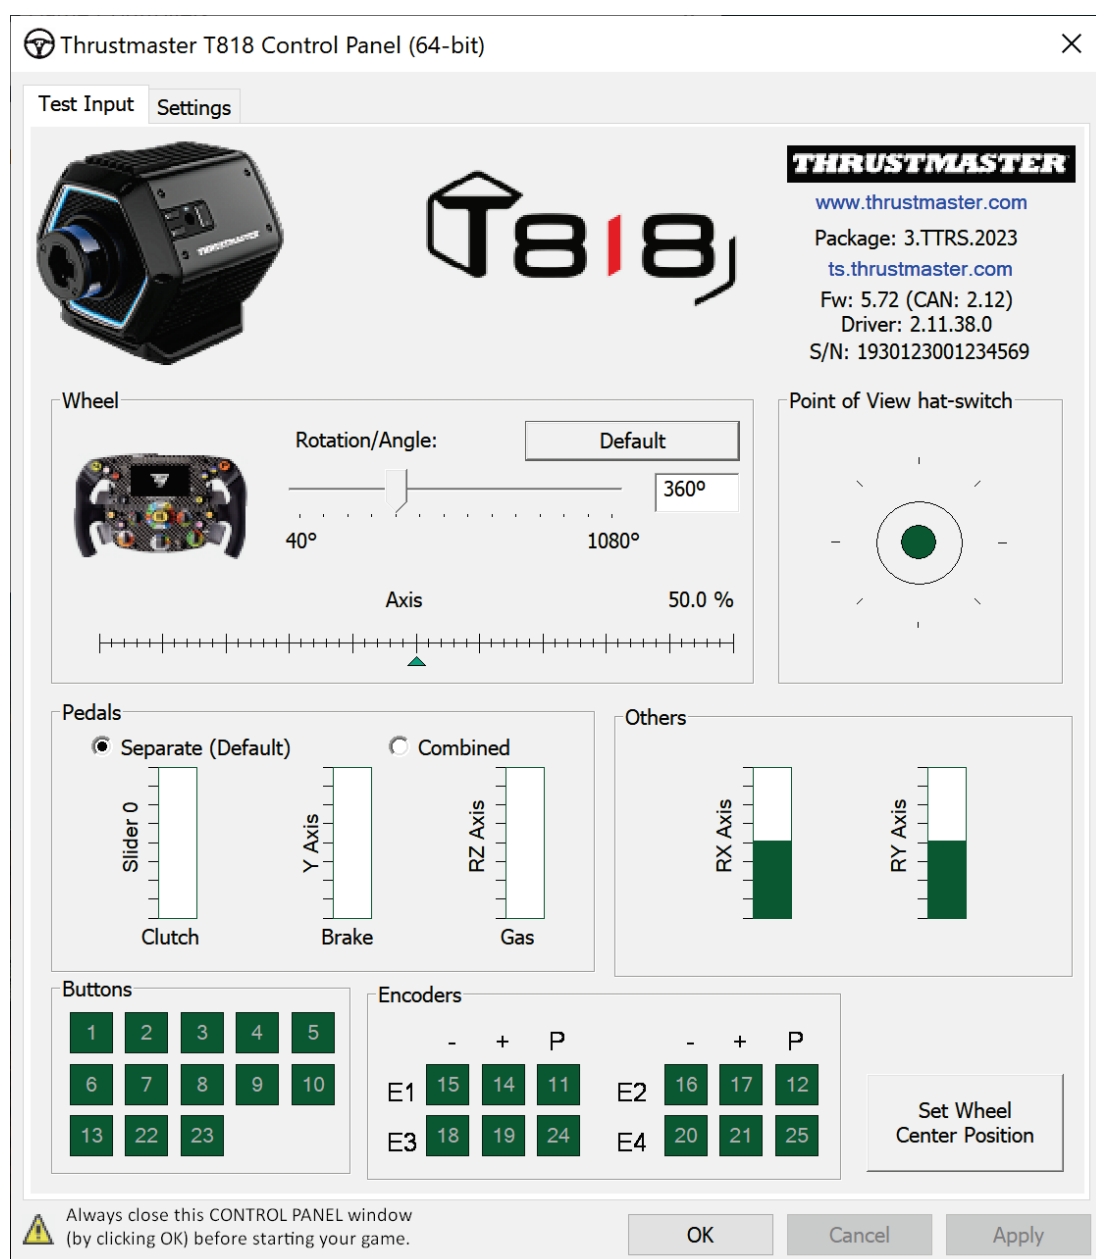 Thrustmaster T818 Control Panel (64-bit)
Test Input
Settings
THRUSTMASTER
T818
THRUSTMASTER
www.thrustmaster.com
Package: 3.TTRS.2023
ts.thrustmaster.com
Fw: 5.72 (CAN: 2.12)
Driver: 2.11.38.0
S/N: 1930123001234569
Wheel
Rotation/Angle:
Default
360º
40º 1080º
Axis 50.0 %
Point of View hat-switch
Pedals
Separate (Default) Combined
Slider 0
Clutch
Y Axis
Brake
RZ Axis
Gas
Others
RX Axis
RY Axis
Buttons
1 2 3 4 5
6 7 8 9 10
13 22 23
Encoders
- + P - + P
E1 15 14 11 E2 16 17 12
E3 18 19 24 E4 20 21 25
Set Wheel
Center Position
Always close this CONTROL PANEL window
(by clicking OK) before starting your game.
OK Cancel Apply